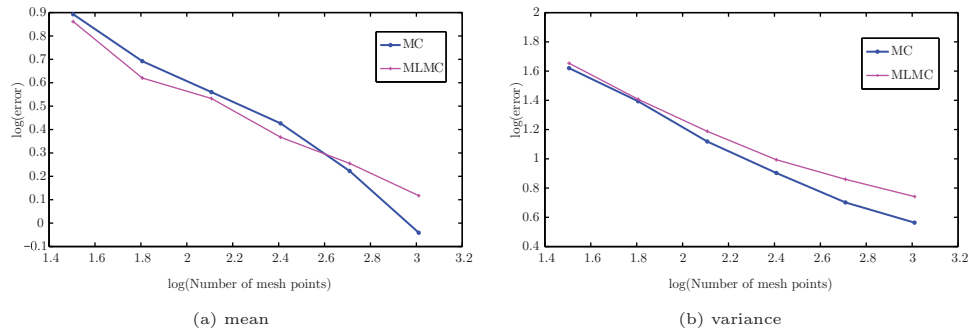 0.9
0.8
0.7
0.6
0.5
0.4
0.3
0.2
0.1
0
−0.1
log(error)
MC
MLMC
1.4 1.6 1.8 2 2.2 2.4 2.6 2.8 3 3.2
log(Number of mesh points)
(a) mean
2
1.8
1.6
1.4
1.2
1
0.8
0.6
0.4
log(error)
MC
MLMC
1.4 1.6 1.8 2 2.2 2.4 2.6 2.8 3 3.2
log(Number of mesh points)
(b) variance